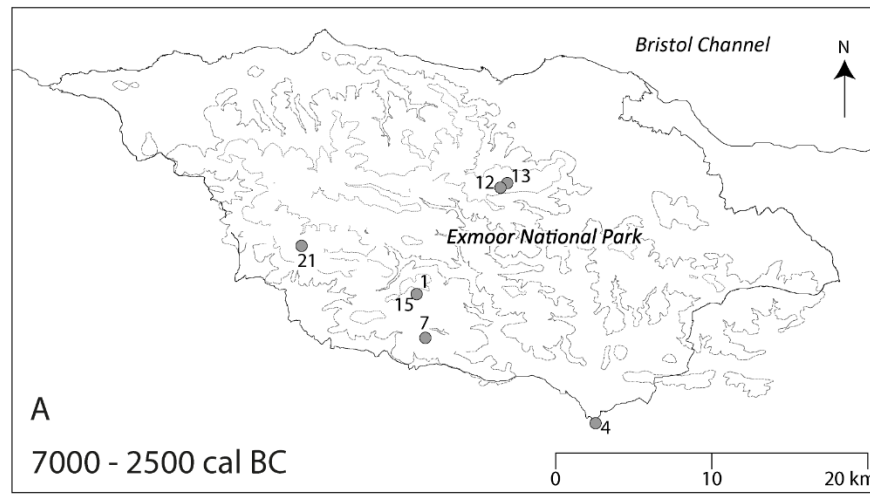 Bristol Channel
N
13
12
Exmoor National Park
21
1
15
7
4
A
7000 - 2500 cal BC
0 10 20 km